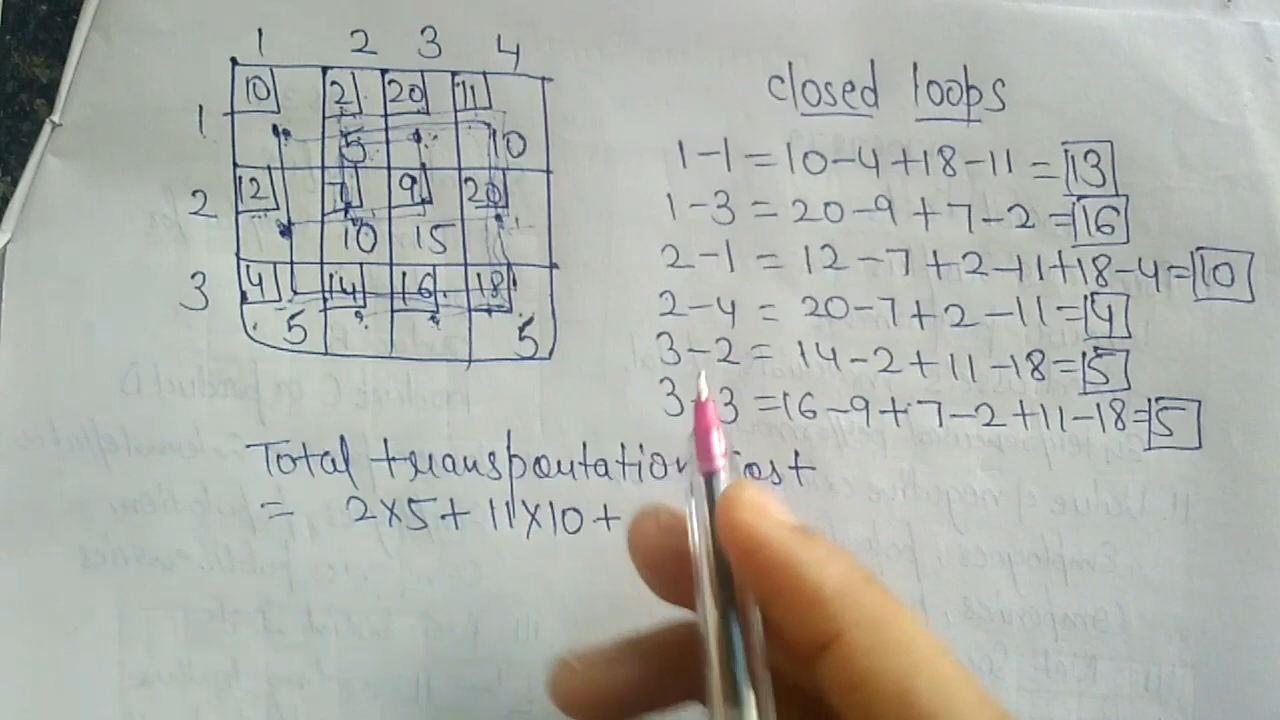 1 2 3 4
1 10 2 20 11
5 10
2 12 7 9 20
10 15
3 4 14 16 18
5 5
closed loops
1-1 = 10-4+18-11 = 13
1-3 = 20-9+7-2 = 16
2-1 = 12-7+2-11+18-4= 10
2-4 = 20-7+2-11= 4
3-2 = 14-2+11-18= 5
3-3 =16-9+7-2+11-18= 5
Total transportation cost
= 2×5+ 11×10+